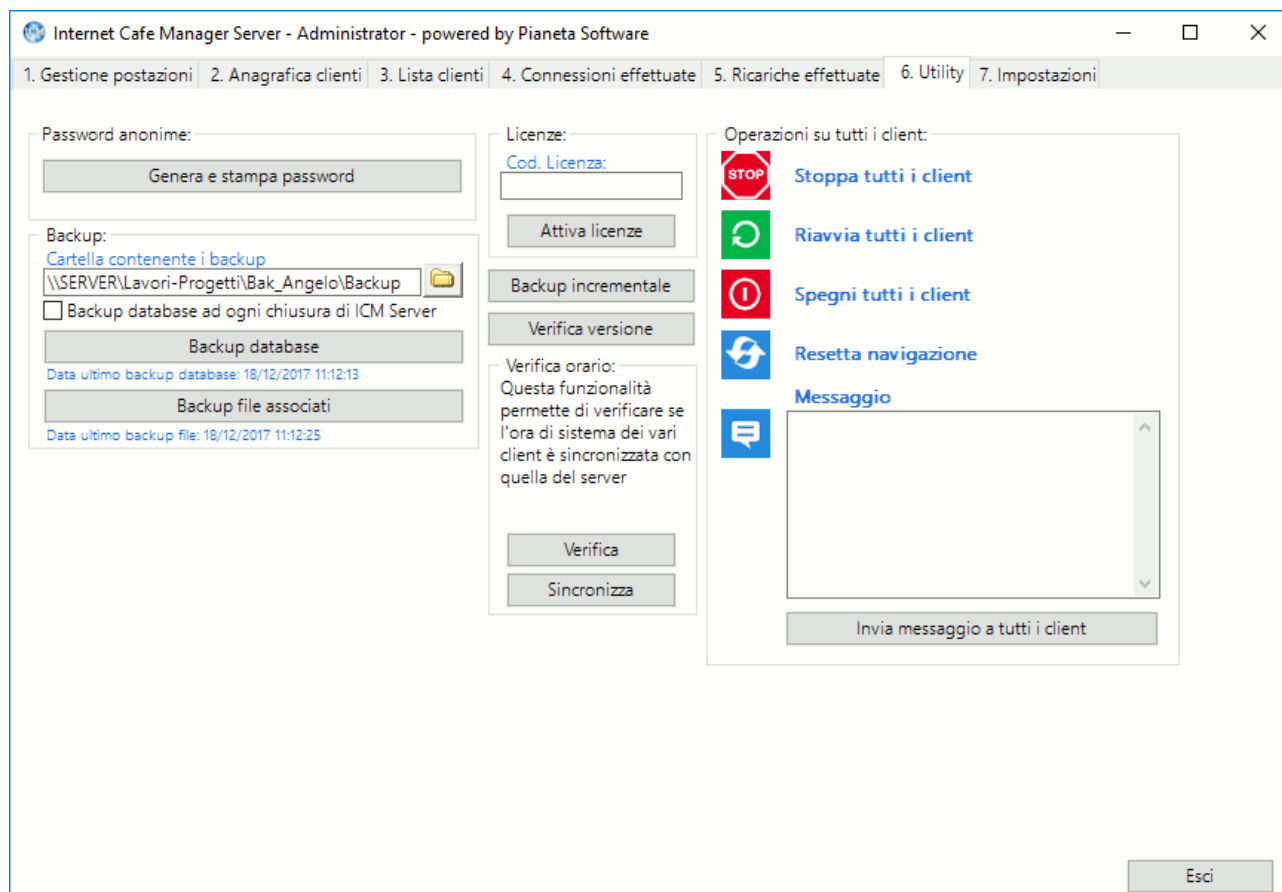 Internet Cafe Manager Server - Administrator - powered by Pianeta Software
1. Gestione postazioni 2. Anagrafica clienti 3. Lista clienti 4. Connessioni effettuate 5. Ricariche effettuate 6. Utility 7. Impostazioni
Password anonime:
Genera e stampa password
Backup:
Cartella contenente i backup
\\SERVER\Lavori-Progetti\Bak_Angelo\Backup
Backup database ad ogni chiusura di ICM Server
Backup database
Data ultimo backup database: 18/12/2017 11:12:13
Backup file associati
Data ultimo backup file: 18/12/2017 11:12:25
Licenze:
Cod. Licenza:
Attiva licenze
Backup incrementale
Verifica versione
Verifica orario:
Questa funzionalità
permette di verificare se
l'ora di sistema dei vari
client è sincronizzata con
quella del server
Verifica
Sincronizza
Operazioni su tutti i client:
STOP
Stoppa tutti i client
Riavvia tutti i client
Spegni tutti i client
Resetta navigazione
Messaggio
Invia messaggio a tutti i client
Esci